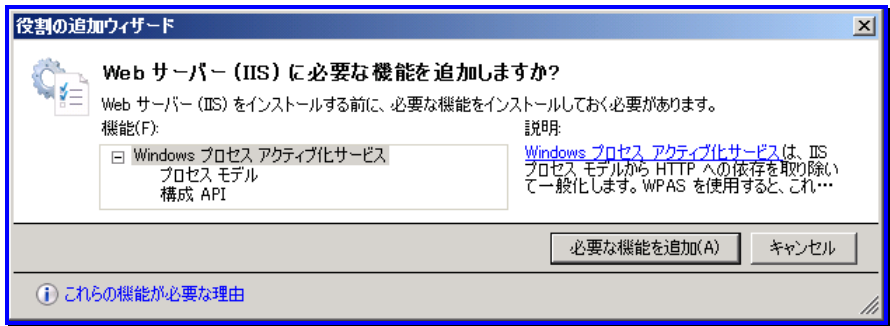 役割の追加ウィザード
Web サーバー (IIS) に必要な機能を追加しますか?
Web サーバー (IIS) をインストールする前に、必要な機能をインストールしておく必要があります。
機能(F):
Windows プロセス アクティブ化サービス
プロセス モデル
構成 API
説明:
Windows プロセス アクティブ化サービスは、IIS
プロセス モデルから HTTP への依存を取り除い
て一般化します。WPAS を使用すると、これ…
必要な機能を追加(A)
キャンセル
これらの機能が必要な理由